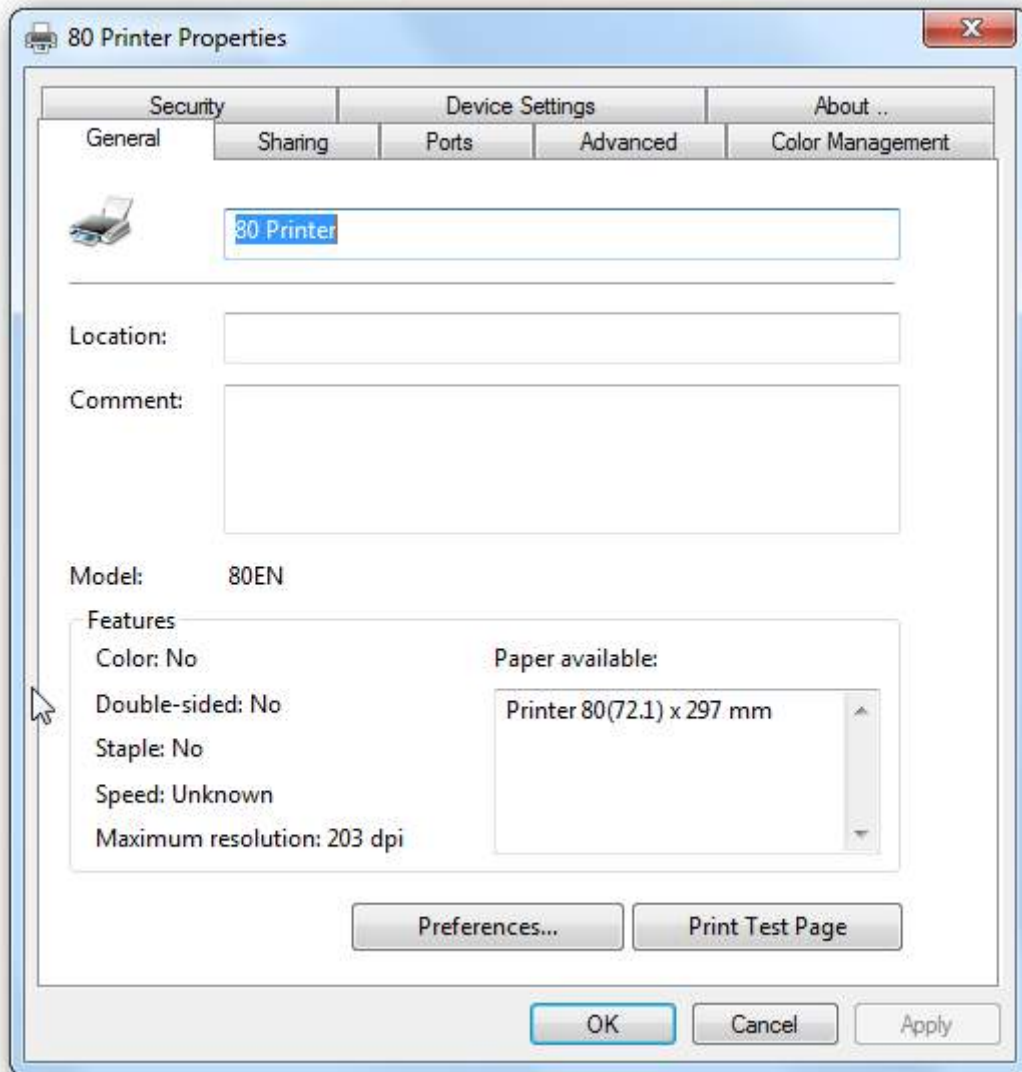 80 Printer Properties
Security Device Settings About ..
General Sharing Ports Advanced Color Management
80 Printer
Location:
Comment:
Model: 80EN
Features
Color: No Paper available:
Double-sided: No Printer 80(72.1) x 297 mm
Staple: No
Speed: Unknown
Maximum resolution: 203 dpi
Preferences... Print Test Page
OK Cancel Apply